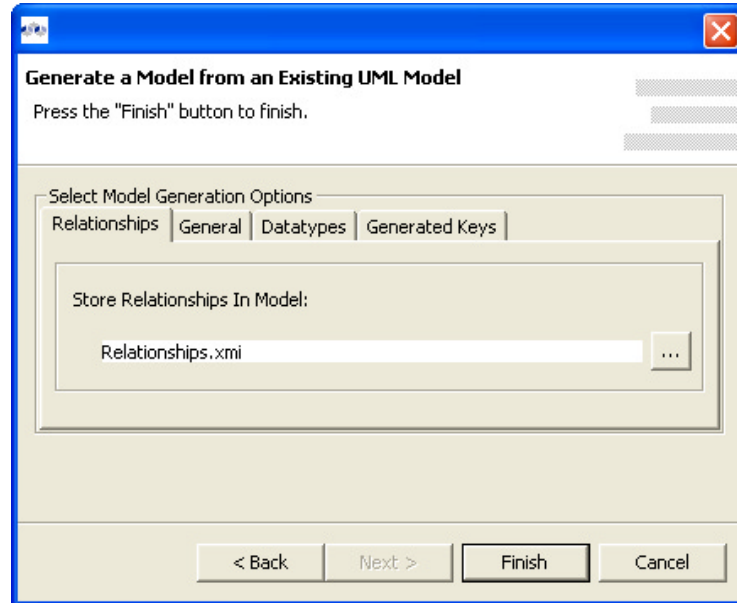 Generate a Model from an Existing UML Model
Press the "Finish" button to finish.
Select Model Generation Options
Relationships General Datatypes Generated Keys
Store Relationships In Model:
Relationships.xmi ...
< Back Next > Finish Cancel